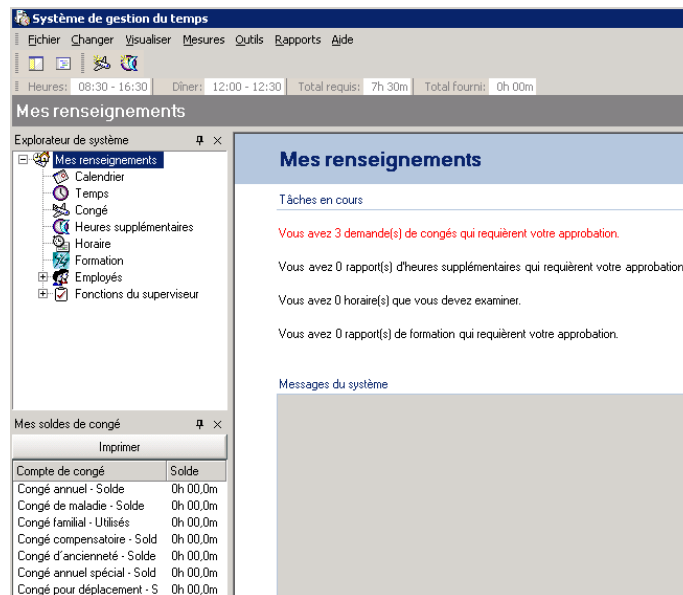 Système de gestion du temps
Fichier Changer Visualiser Mesures Outils Rapports Aide
Heures: 08:30 - 16:30 Dîner: 12:00 - 12:30 Total requis: 7h 30m Total fourni: 0h 00m
Mes renseignements
Explorateur de système
Mes renseignements
Calendrier
Temps
Congé
Heures supplémentaires
Horaire
Formation
Employés
Fonctions du superviseur
Mes soldes de congé
Imprimer
Compte de congé Solde
Congé annuel - Solde 0h 00,0m
Congé de maladie - Solde 0h 00,0m
Congé familial - Utilisés 0h 00,0m
Congé compensatoire - Sold 0h 00,0m
Congé d´ancienneté - Solde 0h 00,0m
Congé annuel spécial - Sold 0h 00,0m
Congé pour déplacement - S 0h 00,0m
Mes renseignements
Tâches en cours
Vous avez 3 demande(s) de congés qui requièrent votre approbation.
Vous avez 0 rapport(s) d'heures supplémentaires qui requièrent votre approbation
Vous avez 0 horaire(s) que vous devez examiner.
Vous avez 0 rapport(s) de formation qui requièrent votre approbation.
Messages du système